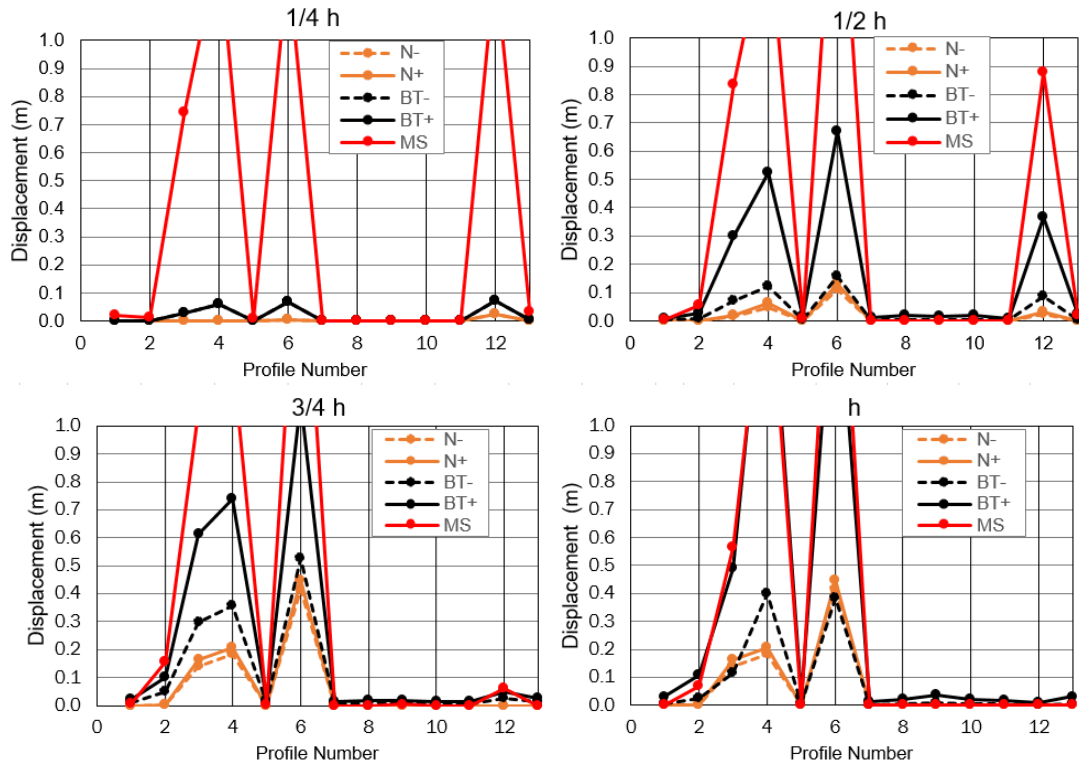 1/4 h
1.0
0.9
0.8
0.7
0.6
0.5
0.4
0.3
0.2
0.1
0.0
Displacement (m)
N-
N+
BT-
BT+
MS
0 2 4 6 8 10 12
Profile Number
1/2 h
1.0
0.9
0.8
0.7
0.6
0.5
0.4
0.3
0.2
0.1
0.0
Displacement (m)
N-
N+
BT-
BT+
MS
0 2 4 6 8 10 12
Profile Number
3/4 h
1.0
0.9
0.8
0.7
0.6
0.5
0.4
0.3
0.2
0.1
0.0
Displacement (m)
N-
N+
BT-
BT+
MS
0 2 4 6 8 10 12
Profile Number
h
1.0
0.9
0.8
0.7
0.6
0.5
0.4
0.3
0.2
0.1
0.0
Displacement (m)
N-
N+
BT-
BT+
MS
0 2 4 6 8 10 12
Profile Number